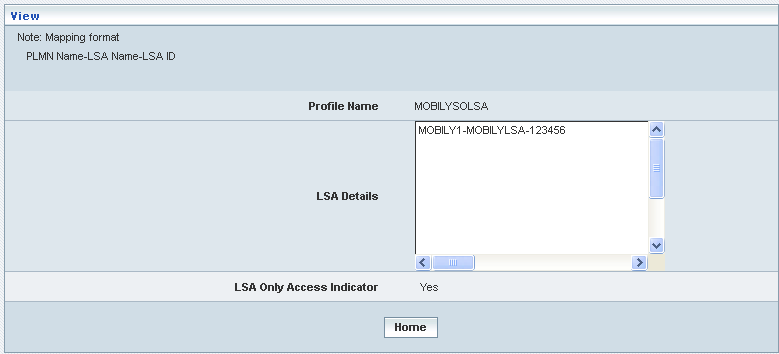 View
Note: Mapping format
PLMN Name-LSA Name-LSA ID
Profile Name MOBILYSOLSA
LSA Details MOBILY1-MOBILYLSA-123456
LSA Only Access Indicator Yes
Home